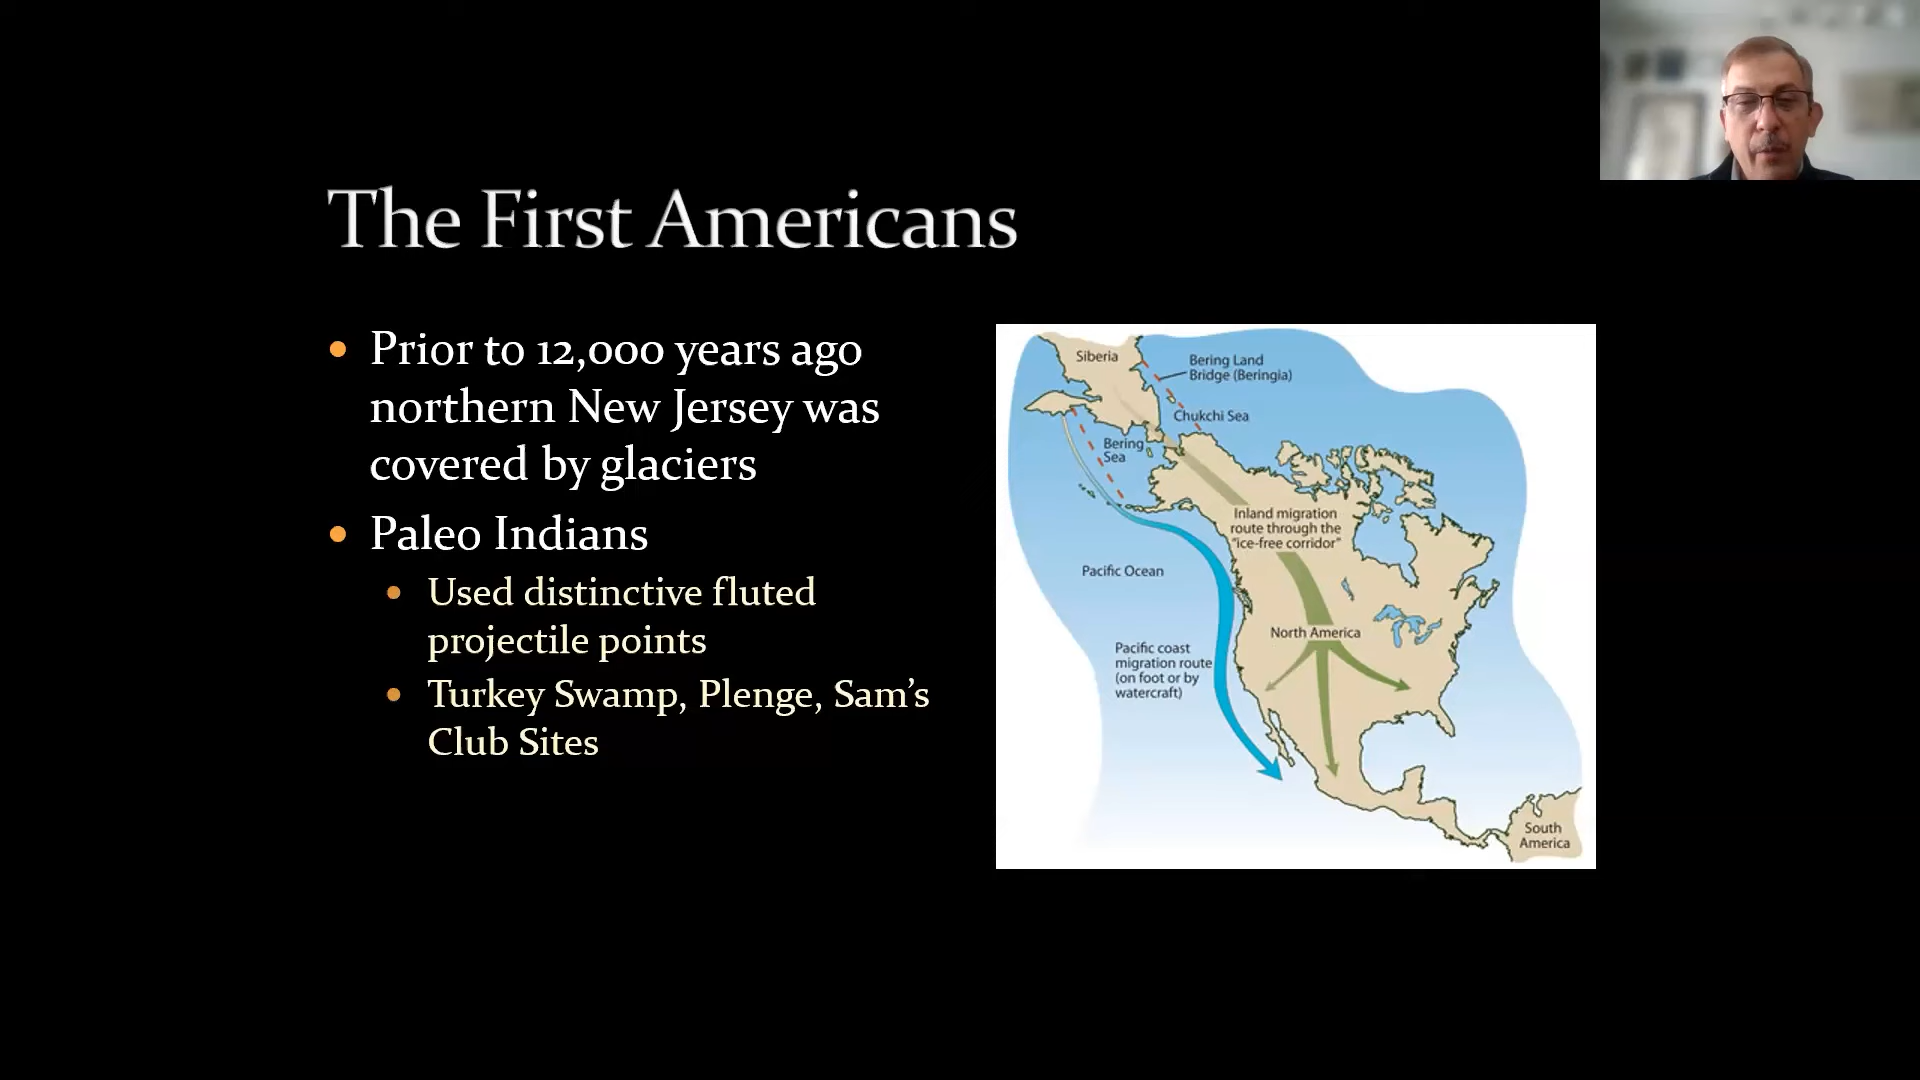 The First Americans
• Prior to 12,000 years ago
northern New Jersey was
covered by glaciers
• Paleo Indians
• Used distinctive fluted
projectile points
• Turkey Swamp, Plenge, Sam's
Club Sites
Siberia
Bering Land
Bridge (Beringia)
Chukchi Sea
Bering
Sea
Inland migration
route through the
"ice-free corridor"
Pacific Ocean
North America
Pacific coast
migration route
(on foot or by
watercraft)
South
America